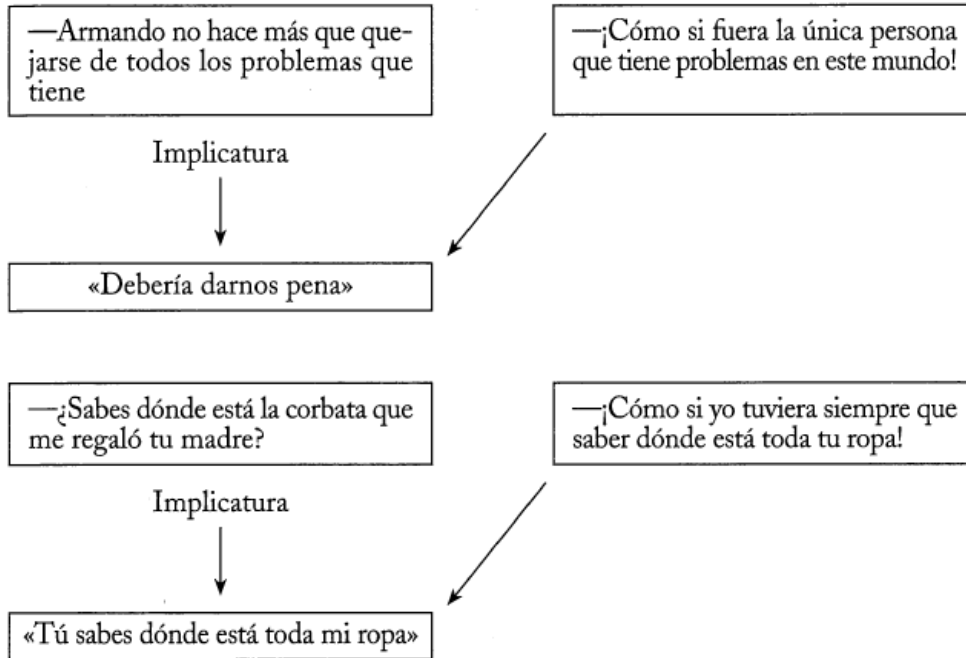 —Armando no hace más que que-
jarse de todos los problemas que
tiene
—¡Cómo si fuera la única persona
que tiene problemas en este mundo!
Implicatura
«Debería darnos pena»
—¿Sabes dónde está la corbata que
me regaló tu madre?
—¡Cómo si yo tuviera siempre que
saber dónde está toda tu ropa!
Implicatura
«Tú sabes dónde está toda mi ropa»